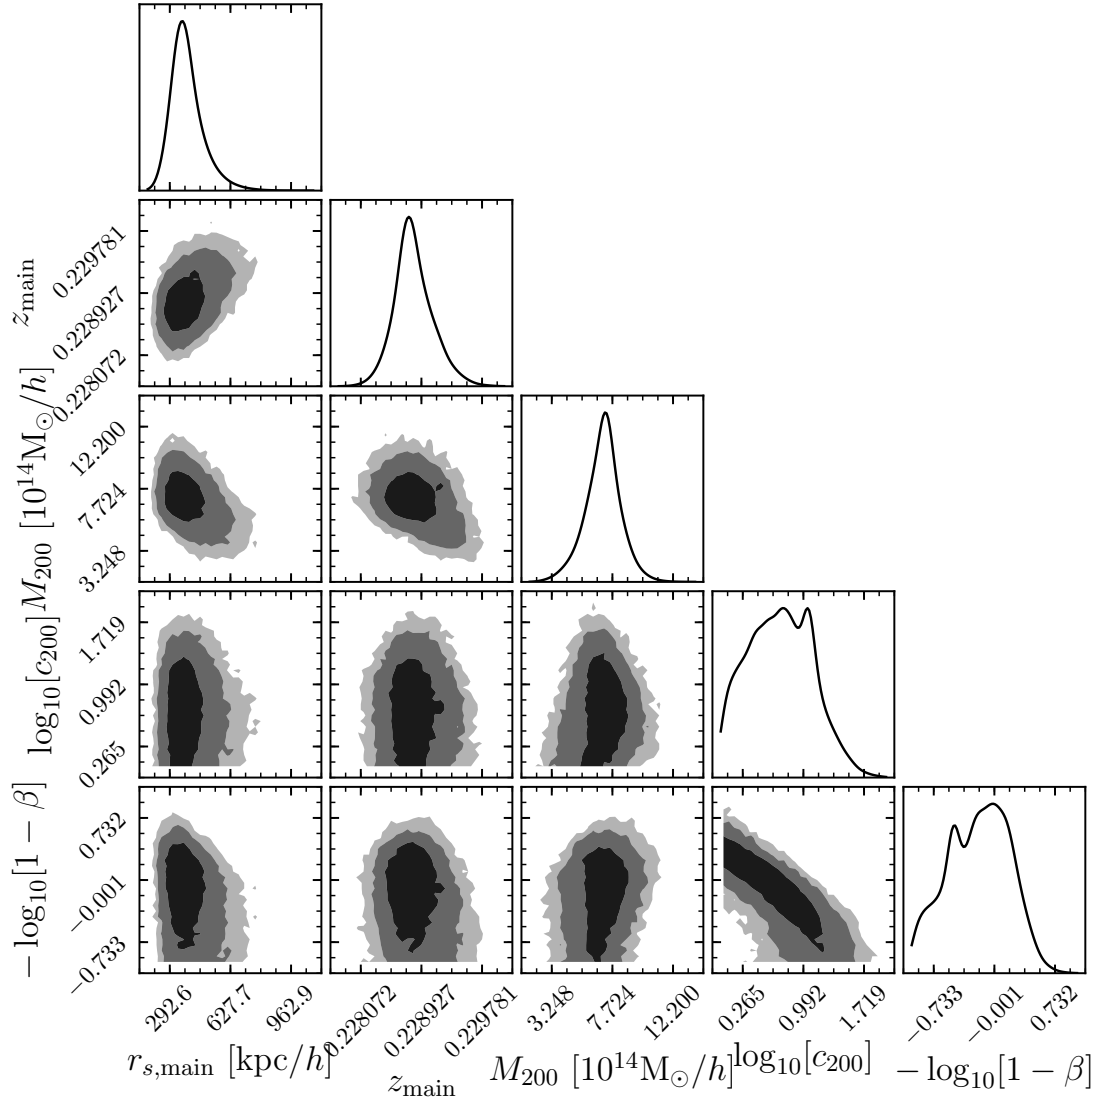 0.229781
0.228927
0.228072
z_main
12.200
7.724
3.248
M_200 [10^14 M_⊙/h]
1.719
0.992
0.265
log_10[c_200]
0.732
−0.001
−0.733
− log_10[1 − β]
292.6 627.7 962.9
0.228072 0.228927 0.229781
3.248 7.724 12.200
0.265 0.992 1.719
−0.733 −0.001 0.732
r_s,main [kpc/h]
z_main
M_200 [10^14 M_⊙/h]
log_10[c_200]
− log_10[1 − β]